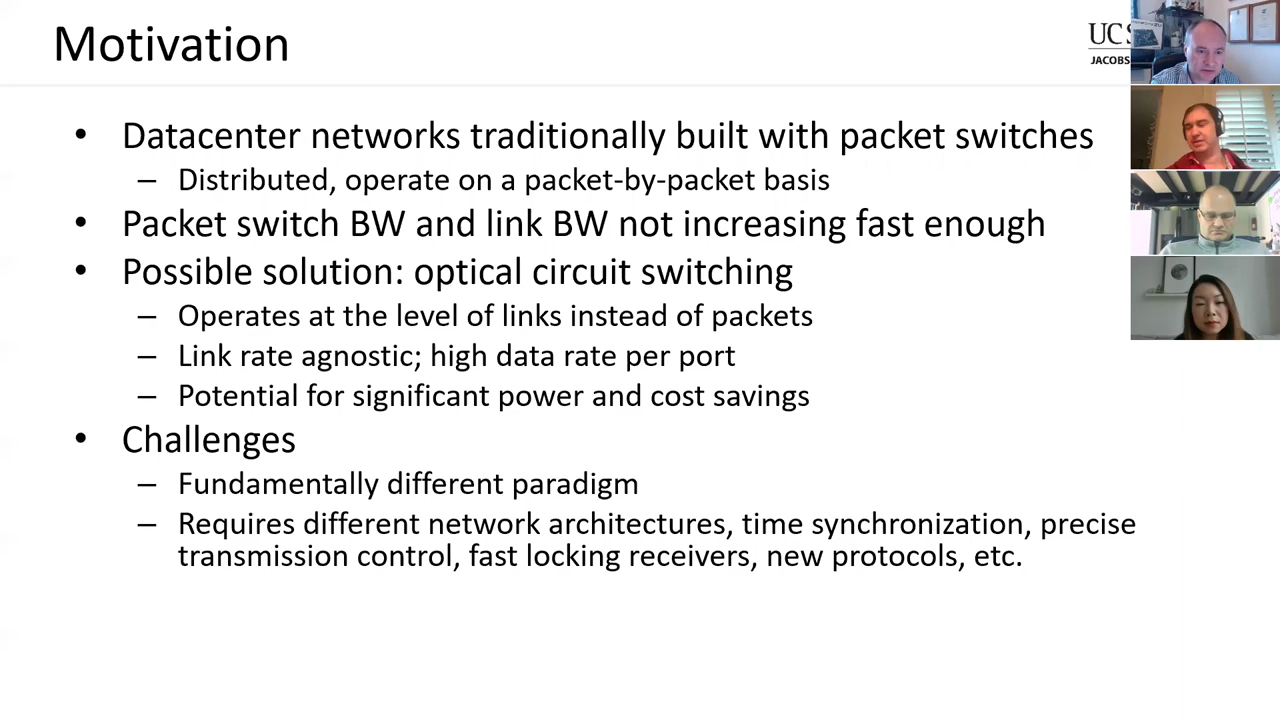 Motivation
UC S
JACOBS
• Datacenter networks traditionally built with packet switches
– Distributed, operate on a packet-by-packet basis
• Packet switch BW and link BW not increasing fast enough
• Possible solution: optical circuit switching
– Operates at the level of links instead of packets
– Link rate agnostic; high data rate per port
– Potential for significant power and cost savings
• Challenges
– Fundamentally different paradigm
– Requires different network architectures, time synchronization, precise
transmission control, fast locking receivers, new protocols, etc.